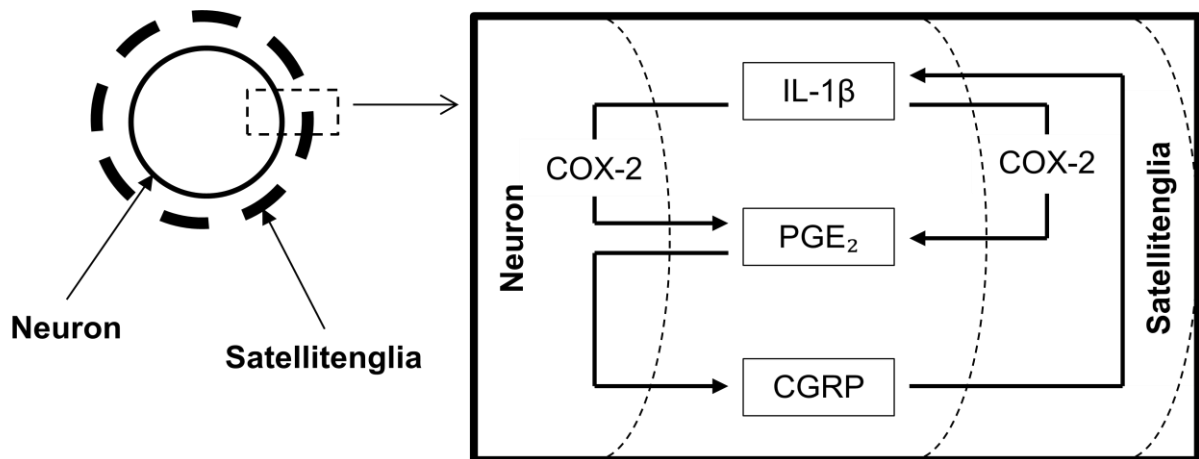 Neuron
Satellitenglia
Neuron
IL-1β
COX-2
COX-2
PGE₂
CGRP
Satellitenglia